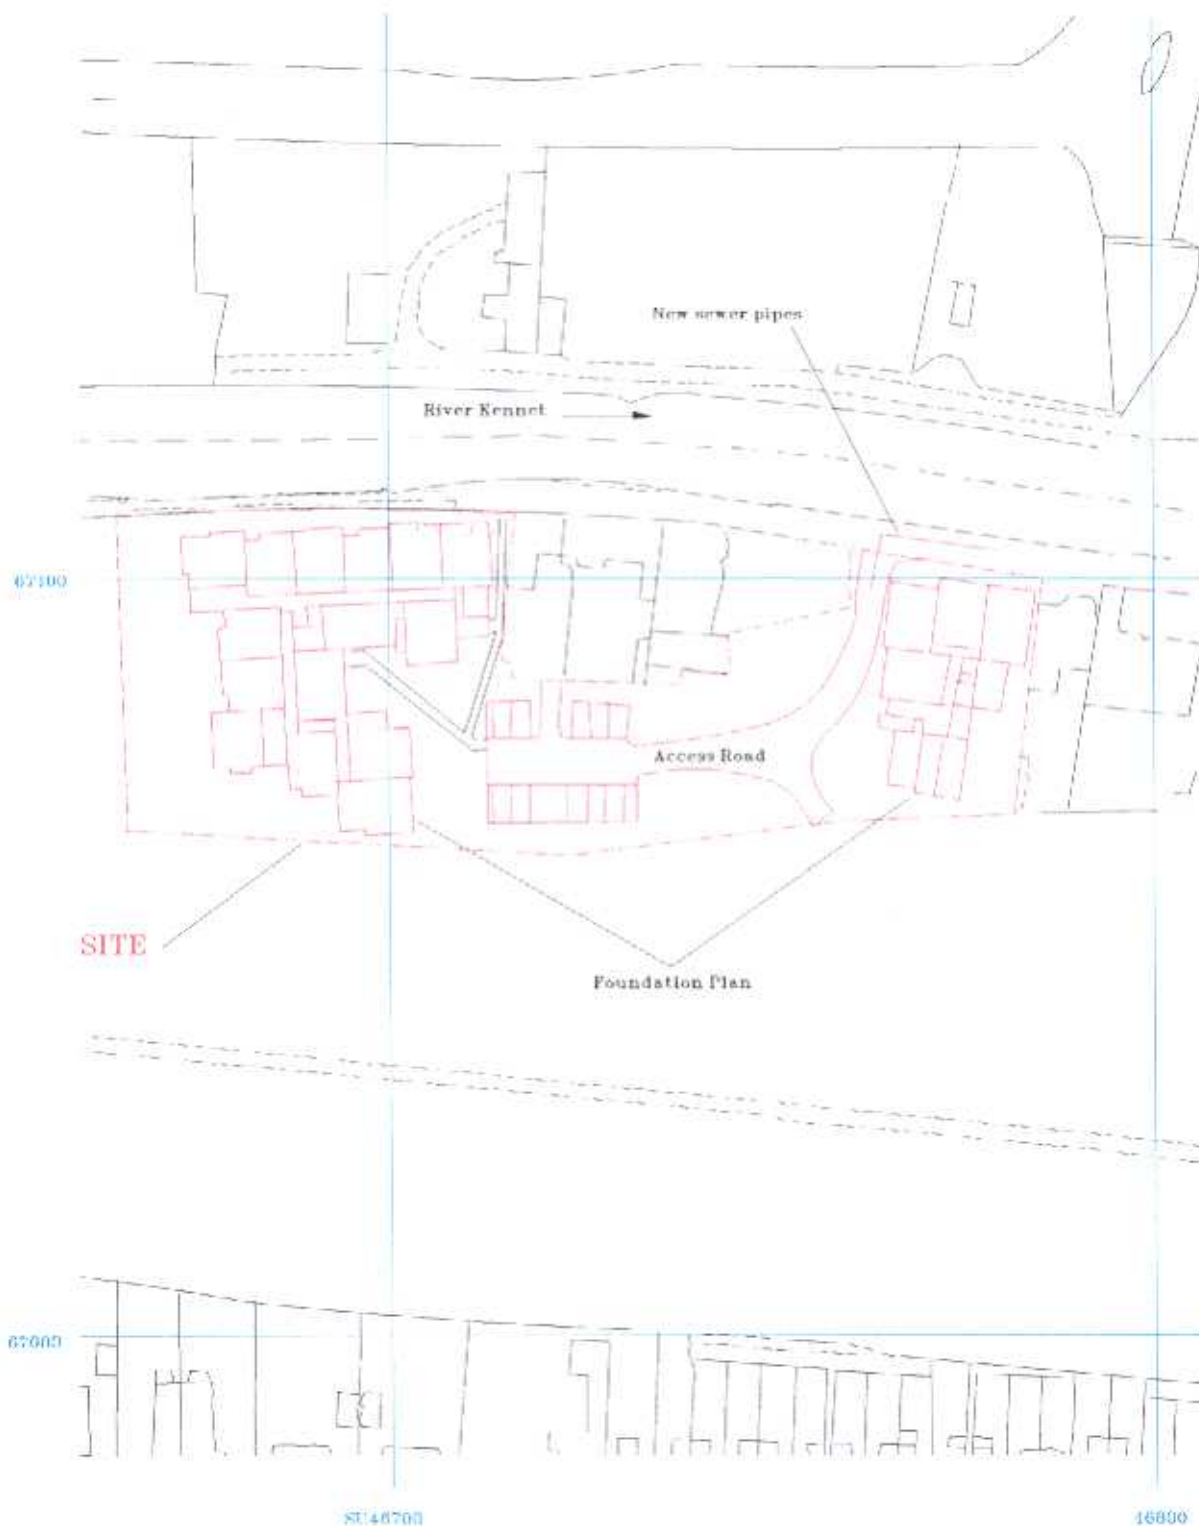 New sewer pipes
River Kennet
67100
Access Road
SITE
Foundation Plan
67000
SU46700
46800